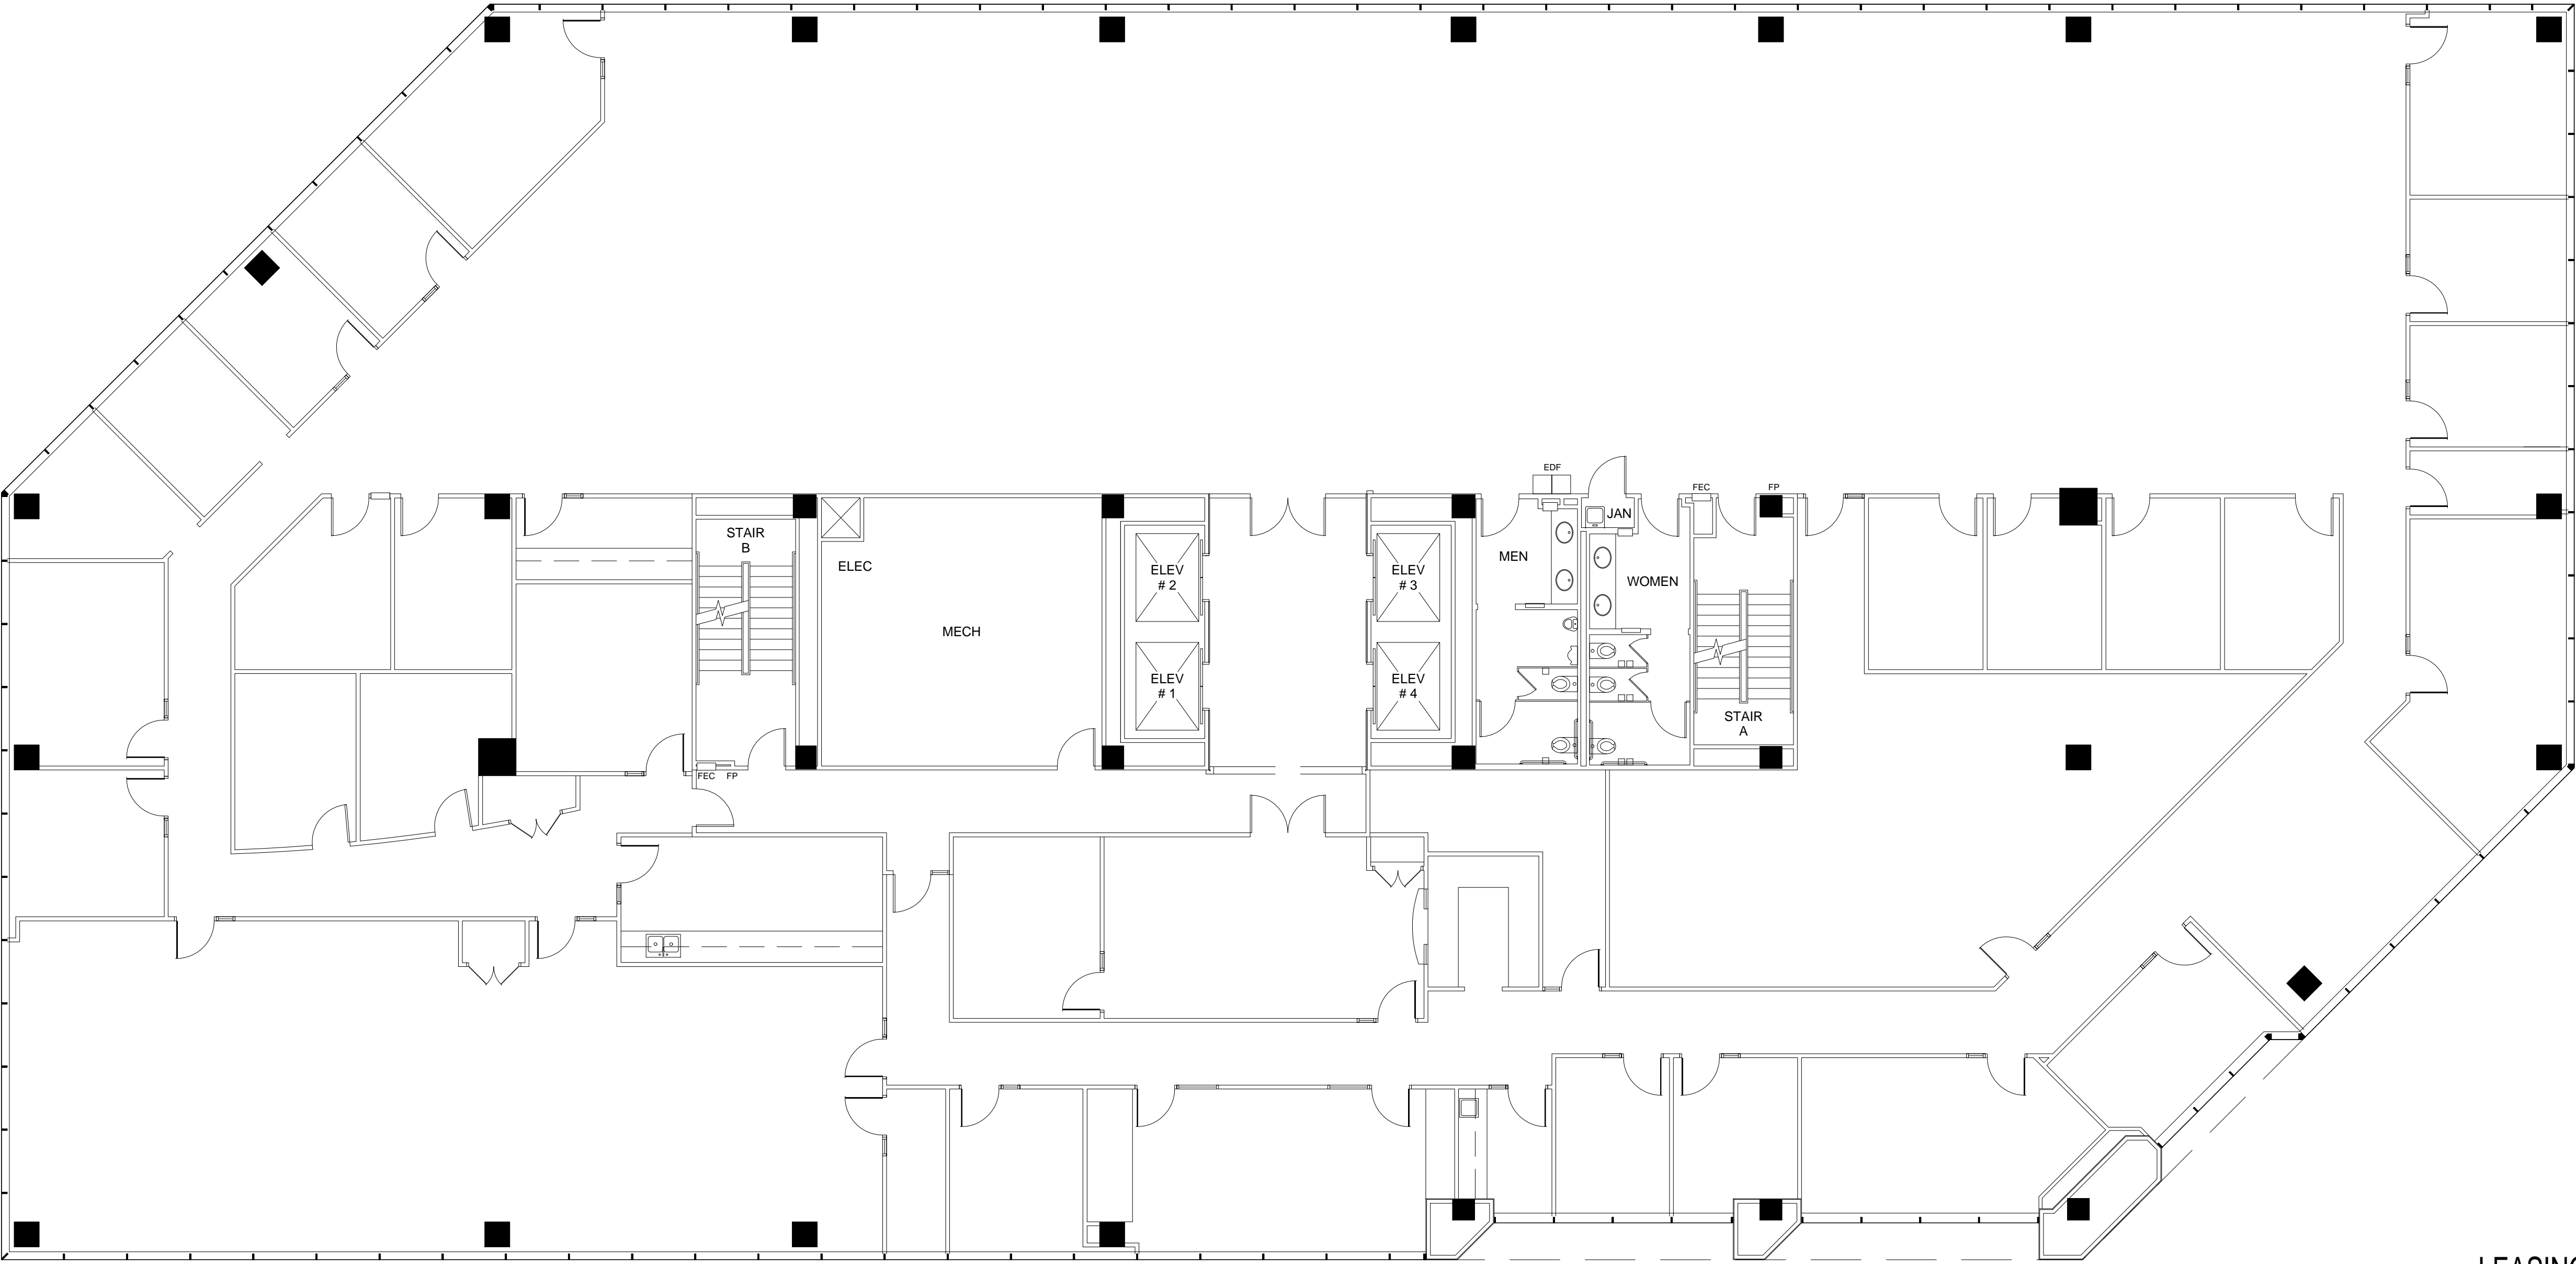 EDF
FEC
FP
JAN
STAIR
B
MEN
ELEC
ELEV
# 2
ELEV
# 3
WOMEN
MECH
ELEV
# 1
ELEV
# 4
STAIR
A
FEC FP
LEASING